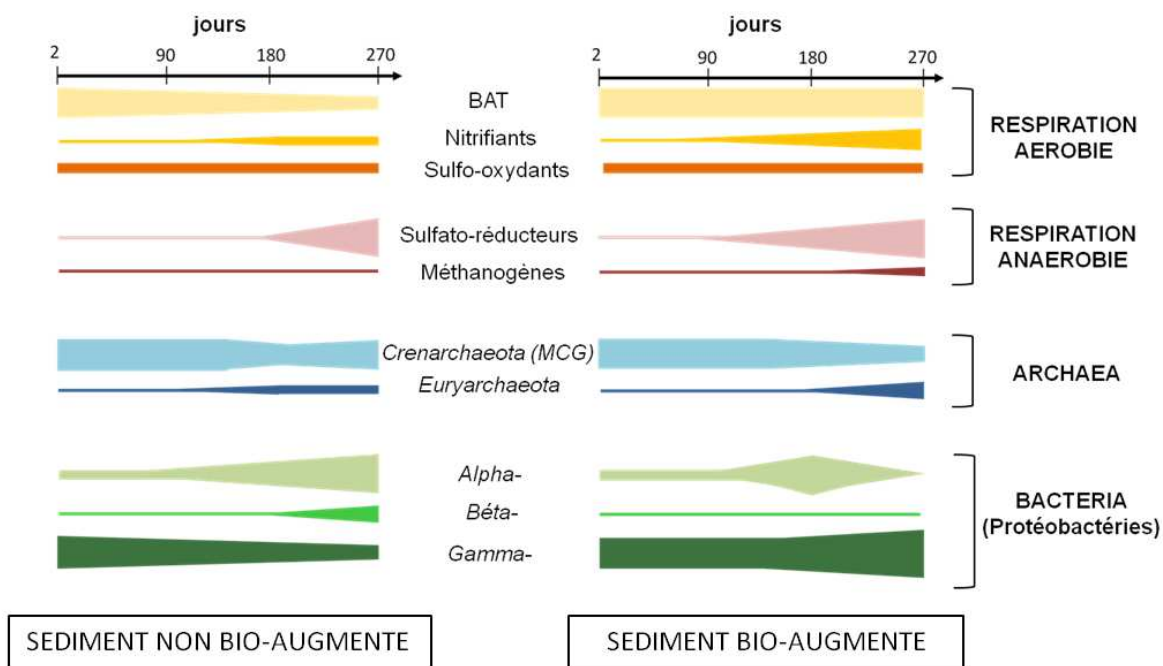 jours
jours
2 90 180 270
2 90 180 270
BAT
Nitrifiants
Sulfo-oxydants
RESPIRATION
AEROBIE
Sulfato-réducteurs
Méthanogènes
RESPIRATION
ANAEROBIE
Crenarchaeota (MCG)
Euryarchaeota
ARCHAEA
Alpha-
Béta-
Gamma-
BACTERIA
(Protéobactéries)
SEDIMENT NON BIO-AUGMENTE
SEDIMENT BIO-AUGMENTE